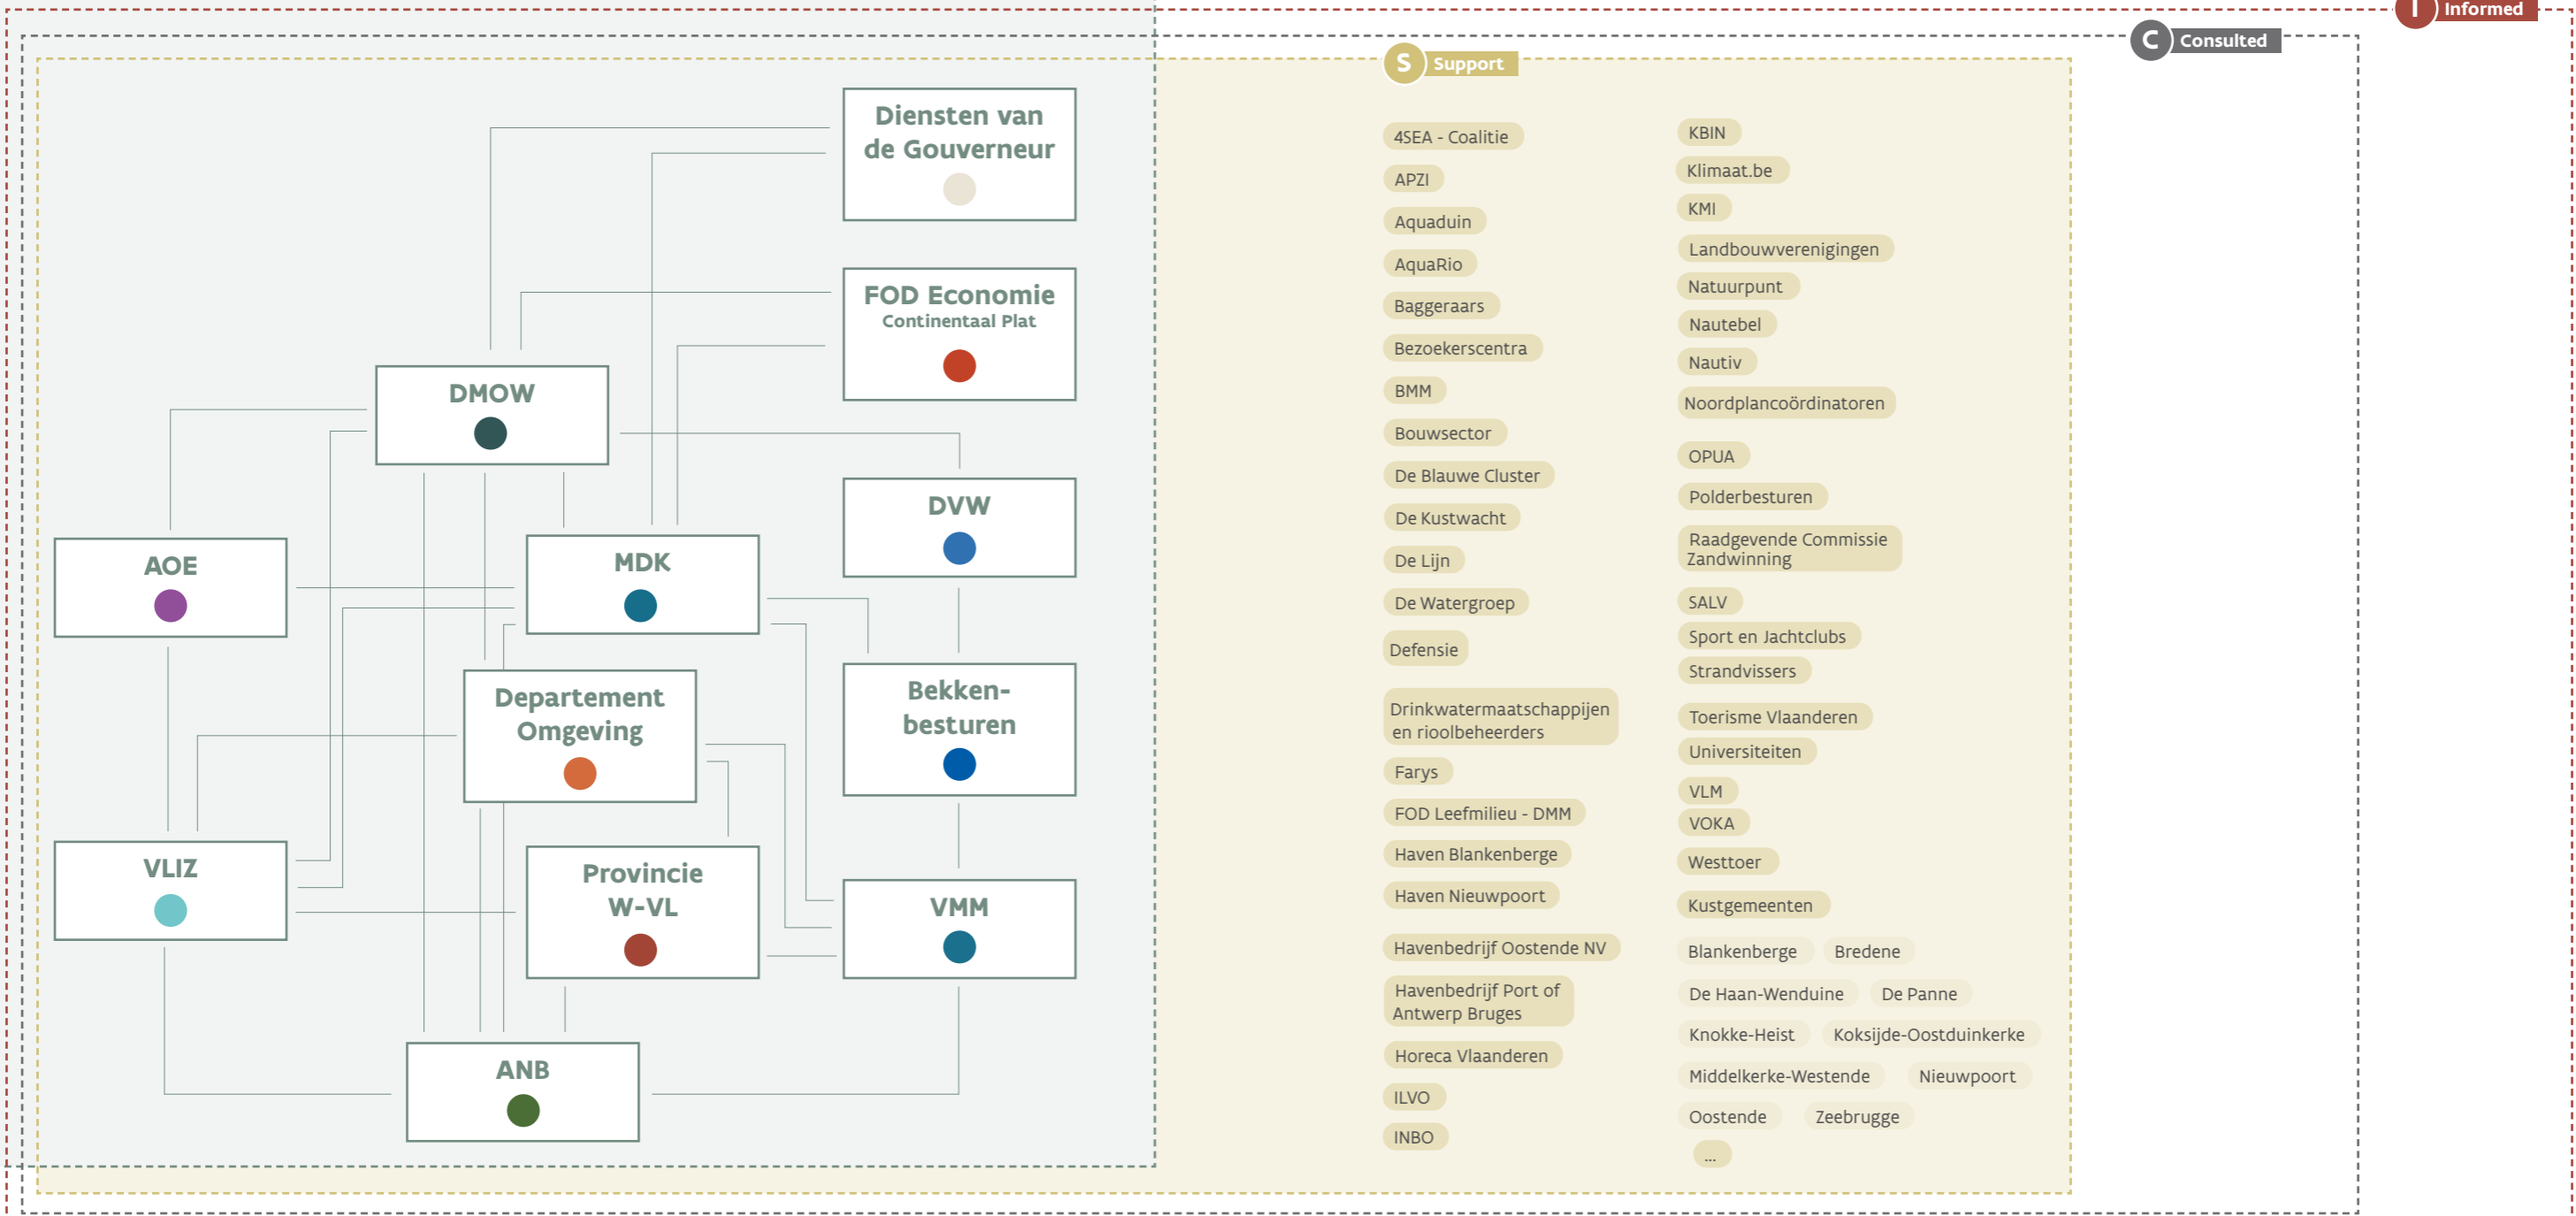 I Informed
C Consulted
S Support
Diensten van
de Gouverneur
FOD Economie
Continentaal Plat
DMOW
DVW
AOE
MDK
Departement
Omgeving
Bekken-
besturen
VLIZ
Provincie
W-VL
VMM
ANB
4SEA - Coalitie
APZI
Aquaduin
AquaRio
Baggeraars
Bezoekerscentra
BMM
Bouwsector
De Blauwe Cluster
De Kustwacht
De Lijn
De Watergroep
Defensie
Drinkwatermaatschappijen
en rioolbeheerders
Farys
FOD Leefmilieu - DMM
Haven Blankenberge
Haven Nieuwpoort
Havenbedrijf Oostende NV
Havenbedrijf Port of
Antwerp Bruges
Horeca Vlaanderen
ILVO
INBO
KBIN
Klimaat.be
KMI
Landbouwverenigingen
Natuurpunt
Nautebel
Nautiv
Noordplancoördinatoren
OPUA
Polderbesturen
Raadgevende Commissie
Zandwinning
SALV
Sport en Jachtclubs
Strandvissers
Toerisme Vlaanderen
Universiteiten
VLM
VOKA
Westtoer
Kustgemeenten
Blankenberge Bredene
De Haan-Wenduine De Panne
Knokke-Heist Koksijde-Oostduinkerke
Middelkerke-Westende Nieuwpoort
Oostende Zeebrugge
...